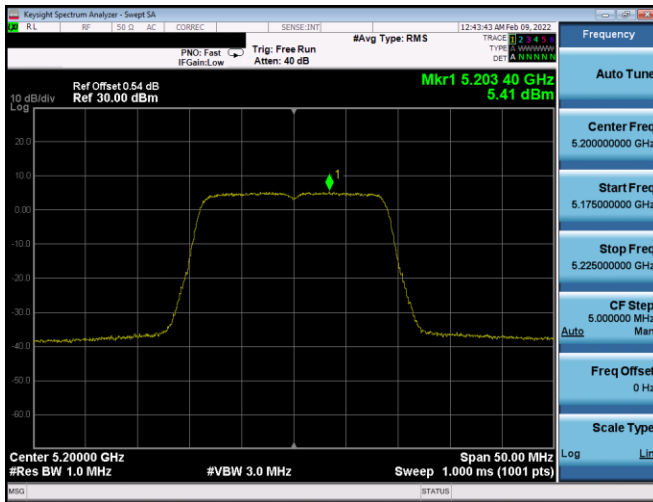 Keysight Spectrum Analyzer - Swept SA
RL RF 50 Ω AC CORREC SENSE:INT 12:43:43 AM Feb 09, 2022
#Avg Type: RMS
TRACE 1 2 3 4 5 6
TYPE A WWWWW
DET A N N N N N
PNO: Fast
IFGain:Low
Trig: Free Run
Atten: 40 dB
Mkr1 5.203 40 GHz
5.41 dBm
Ref Offset 0.54 dB
Ref 30.00 dBm
10 dB/div
Log
20.0
10.0
0.00
-10.0
-20.0
-30.0
-40.0
-50.0
-60.0
1
Center 5.20000 GHz
Span 50.00 MHz
#Res BW 1.0 MHz
#VBW 3.0 MHz
Sweep 1.000 ms (1001 pts)
MSG
STATUS
Frequency
Auto Tune
Center Freq
5.200000000 GHz
Start Freq
5.175000000 GHz
Stop Freq
5.225000000 GHz
CF Step
5.000000 MHz
Auto Man
Freq Offset
0 Hz
Scale Type
Log Lin